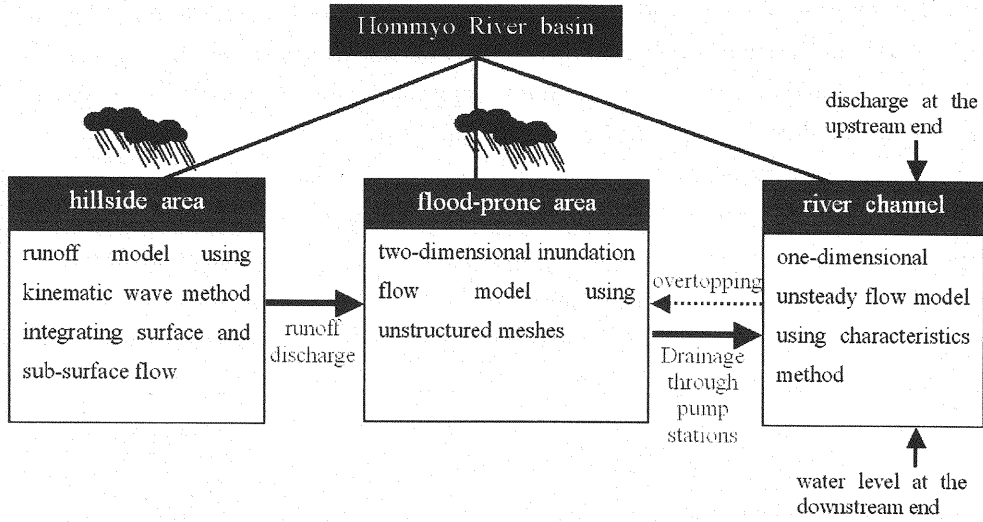 Hommyo River basin
discharge at the
upstream end
hillside area
runoff model using
kinematic wave method
integrating surface and
sub-surface flow
runoff
discharge
flood-prone area
two-dimensional inundation
flow model using
unstructured meshes
overtopping
Drainage
through
pump
stations
river channel
one-dimensional
unsteady flow model
using characteristics
method
water level at the
downstream end